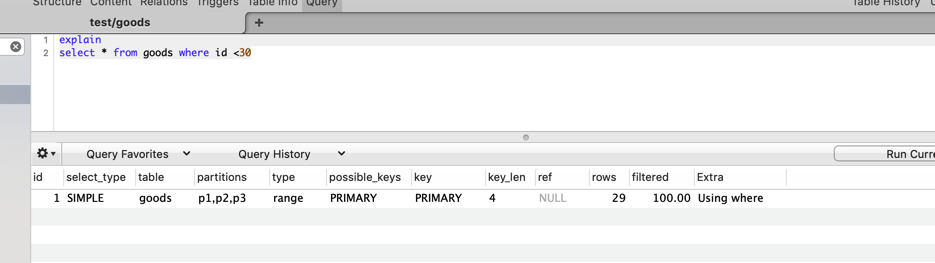 Structure Content Relations Triggers Table Info Query Table History
test/goods +
1 explain
2 select * from goods where id <30
Query Favorites Query History Run Curre
id select_type table partitions type possible_keys key key_len ref rows filtered Extra
1 SIMPLE goods p1,p2,p3 range PRIMARY PRIMARY 4 NULL 29 100.00 Using where